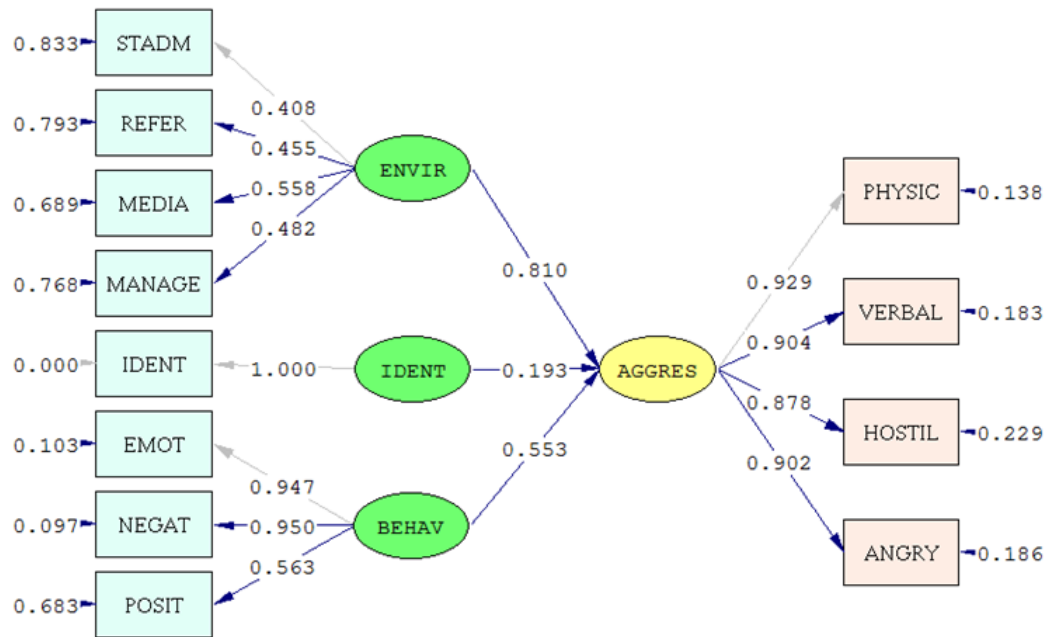 0.833 STADM
0.408
0.793 REFER
0.455
ENVIR
0.558
0.689 MEDIA
PHYSIC 0.138
0.482
0.768 MANAGE
0.810
0.929
VERBAL 0.183
0.904
0.000 IDENT 1.000 IDENT 0.193 AGGRES
0.878
0.103 EMOT
HOSTIL 0.229
0.553
0.902
0.947
0.097 NEGAT 0.950 BEHAV
ANGRY 0.186
0.563
0.683 POSIT